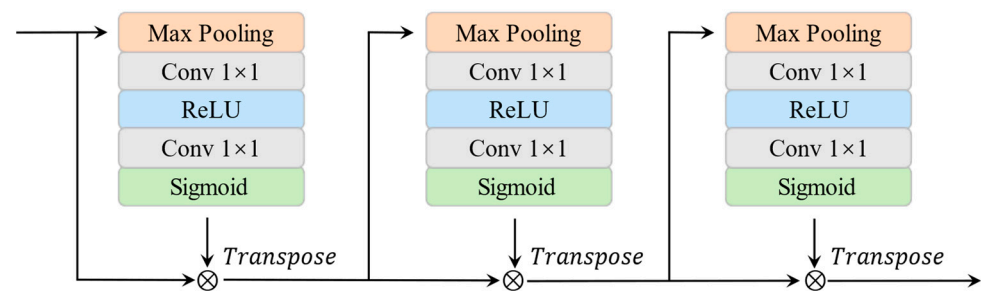 Max Pooling
Conv 1×1
ReLU
Conv 1×1
Sigmoid
Transpose
Max Pooling
Conv 1×1
ReLU
Conv 1×1
Sigmoid
Transpose
Max Pooling
Conv 1×1
ReLU
Conv 1×1
Sigmoid
Transpose